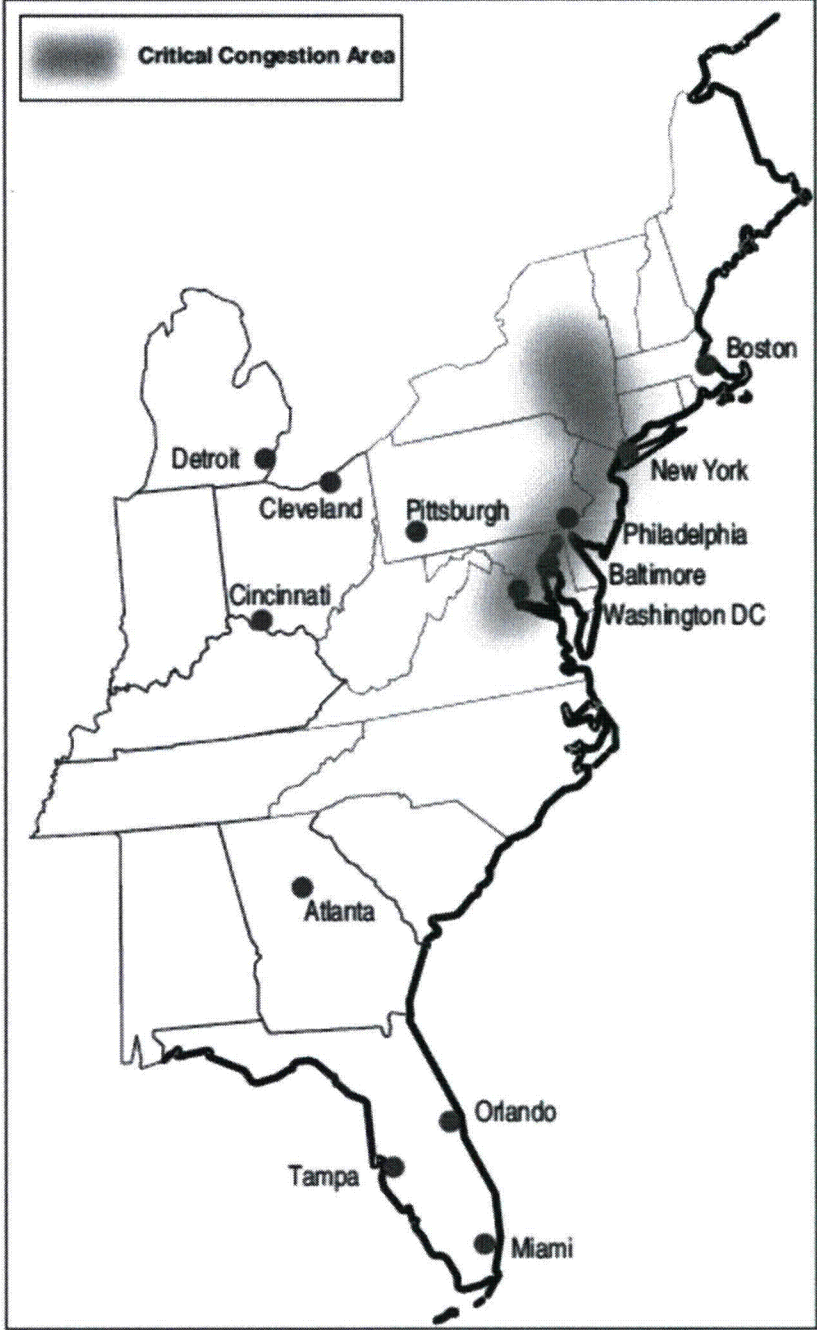 Critical Congestion Area
Boston
Detroit
New York
Cleveland
Pittsburgh
Philadelphia
Baltimore
Cincinnati
Washington DC
Atlanta
Orlando
Tampa
Miami